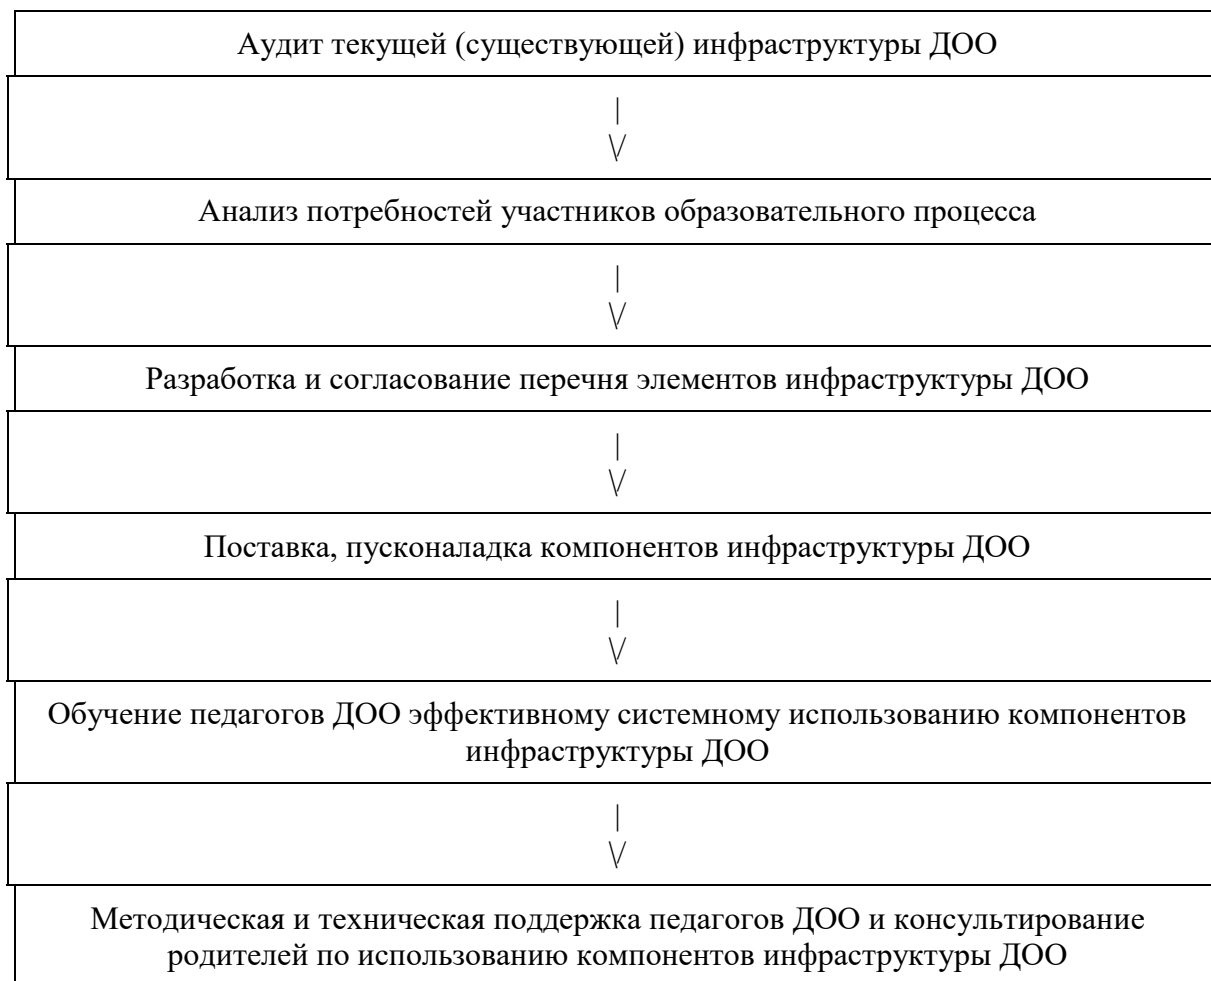 Аудит текущей (существующей) инфраструктуры ДОО
|
\/
Анализ потребностей участников образовательного процесса
|
\/
Разработка и согласование перечня элементов инфраструктуры ДОО
|
\/
Поставка, пусконаладка компонентов инфраструктуры ДОО
|
\/
Обучение педагогов ДОО эффективному системному использованию компонентов
инфраструктуры ДОО
|
\/
Методическая и техническая поддержка педагогов ДОО и консультирование
родителей по использованию компонентов инфраструктуры ДОО